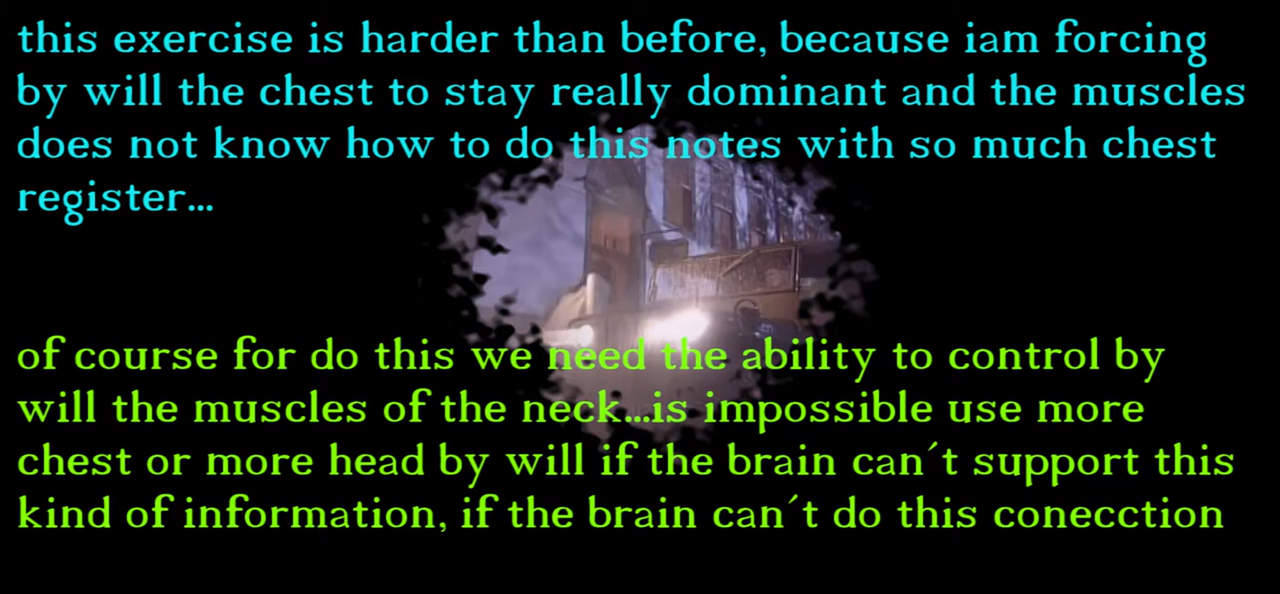 this exercise is harder than before, because iam forcing
by will the chest to stay really dominant and the muscles
does not know how to do this notes with so much chest
register...
of course for do this we need the ability to control by
will the muscles of the neck...is impossible use more
chest or more head by will if the brain can´t support this
kind of information, if the brain can´t do this conecction